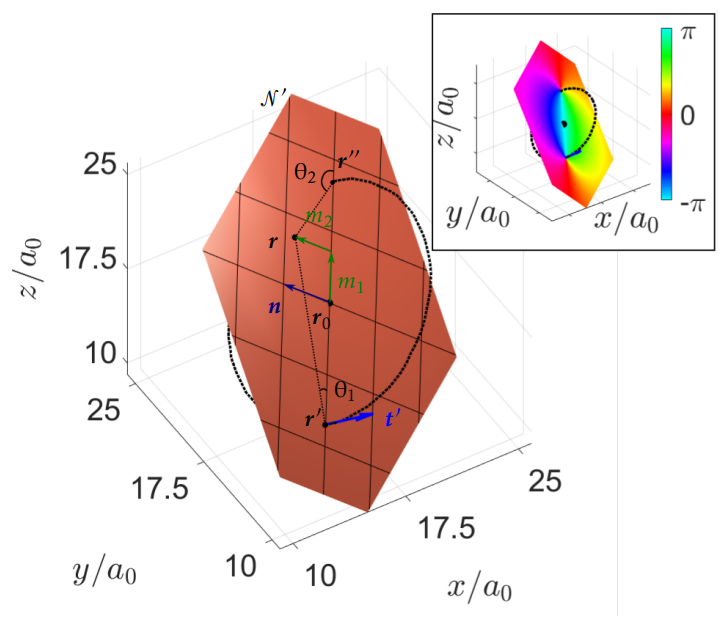 𝒩′
π
0
-π
z/a₀
y/a₀
x/a₀
θ₂
r′′
m₂
r
m₁
n
r₀
θ₁
r′
t′
25
17.5
10
z/a₀
25
17.5
10
y/a₀
10
17.5
25
x/a₀